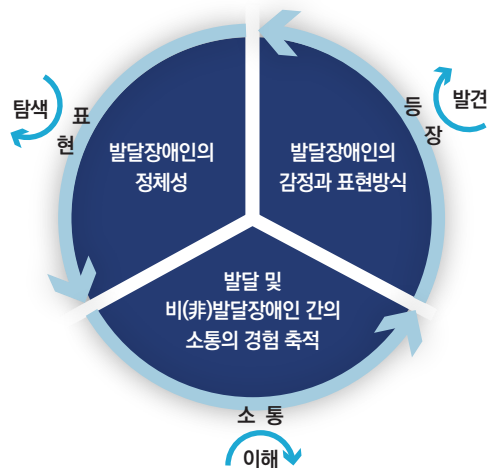 탐색
표현
발달장애인의
정체성
발달장애인의
감정과 표현방식
등장
발견
발달 및
비(非)발달장애인 간의
소통의 경험 축적
소통
이해